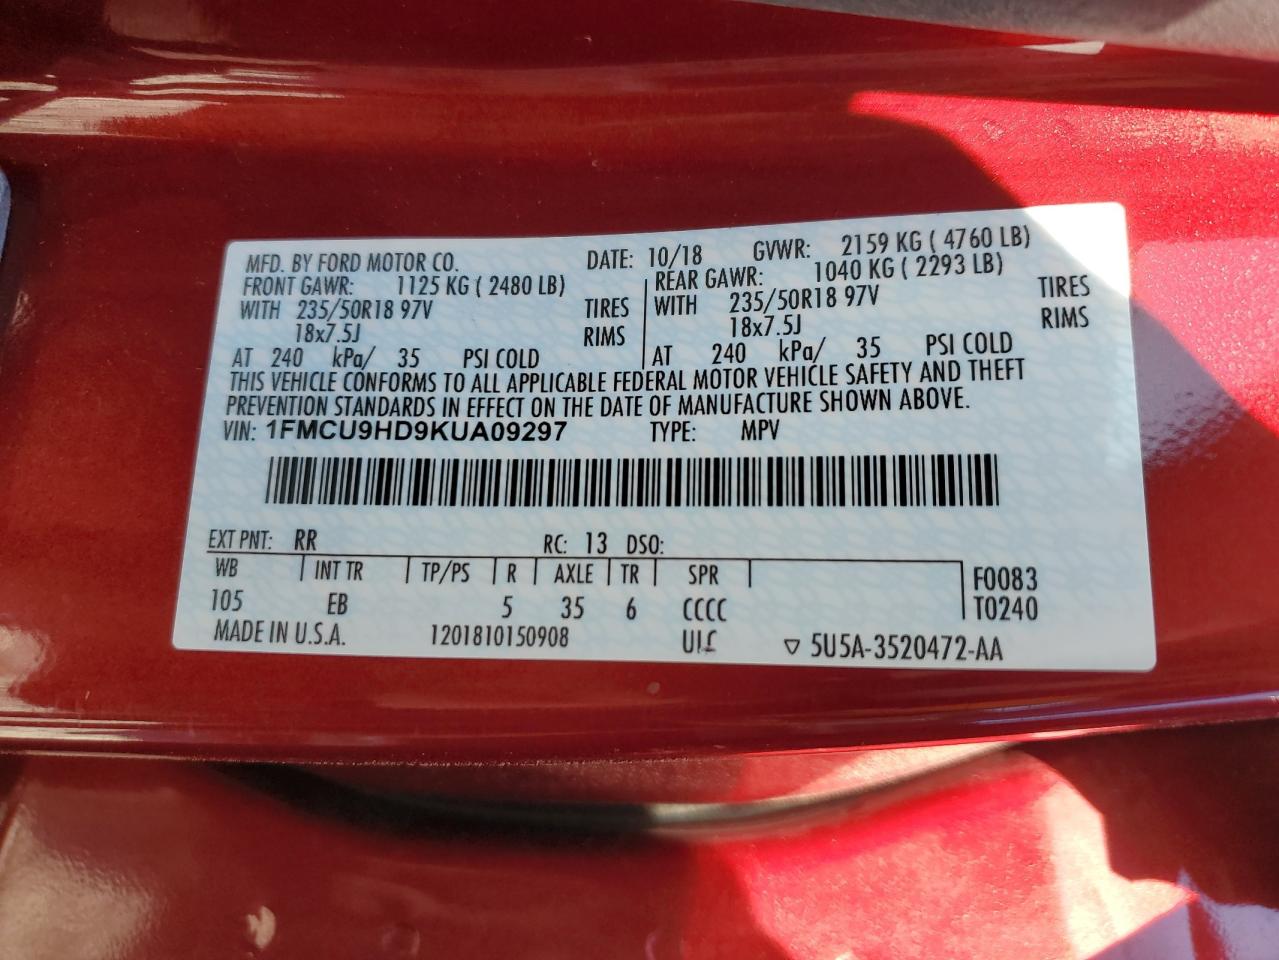 MFD. BY FORD MOTOR CO. DATE: 10/18 GVWR: 2159 KG ( 4760 LB)
FRONT GAWR: 1125 KG ( 2480 LB) REAR GAWR: 1040 KG ( 2293 LB)
WITH 235/50R18 97V TIRES WITH 235/50R18 97V TIRES
18x7.5J RIMS 18x7.5J RIMS
AT 240 kPa/ 35 PSI COLD AT 240 kPa/ 35 PSI COLD
THIS VEHICLE CONFORMS TO ALL APPLICABLE FEDERAL MOTOR VEHICLE SAFETY AND THEFT
PREVENTION STANDARDS IN EFFECT ON THE DATE OF MANUFACTURE SHOWN ABOVE.
VIN: 1FMCU9HD9KUA09297 TYPE: MPV
EXT PNT: RR RC: 13 DSO:
WB INT TR TP/PS R AXLE TR SPR F0083
105 EB 5 35 6 CCCC T0240
MADE IN U.S.A. 1201810150908 ▽ 5U5A-3520472-AA